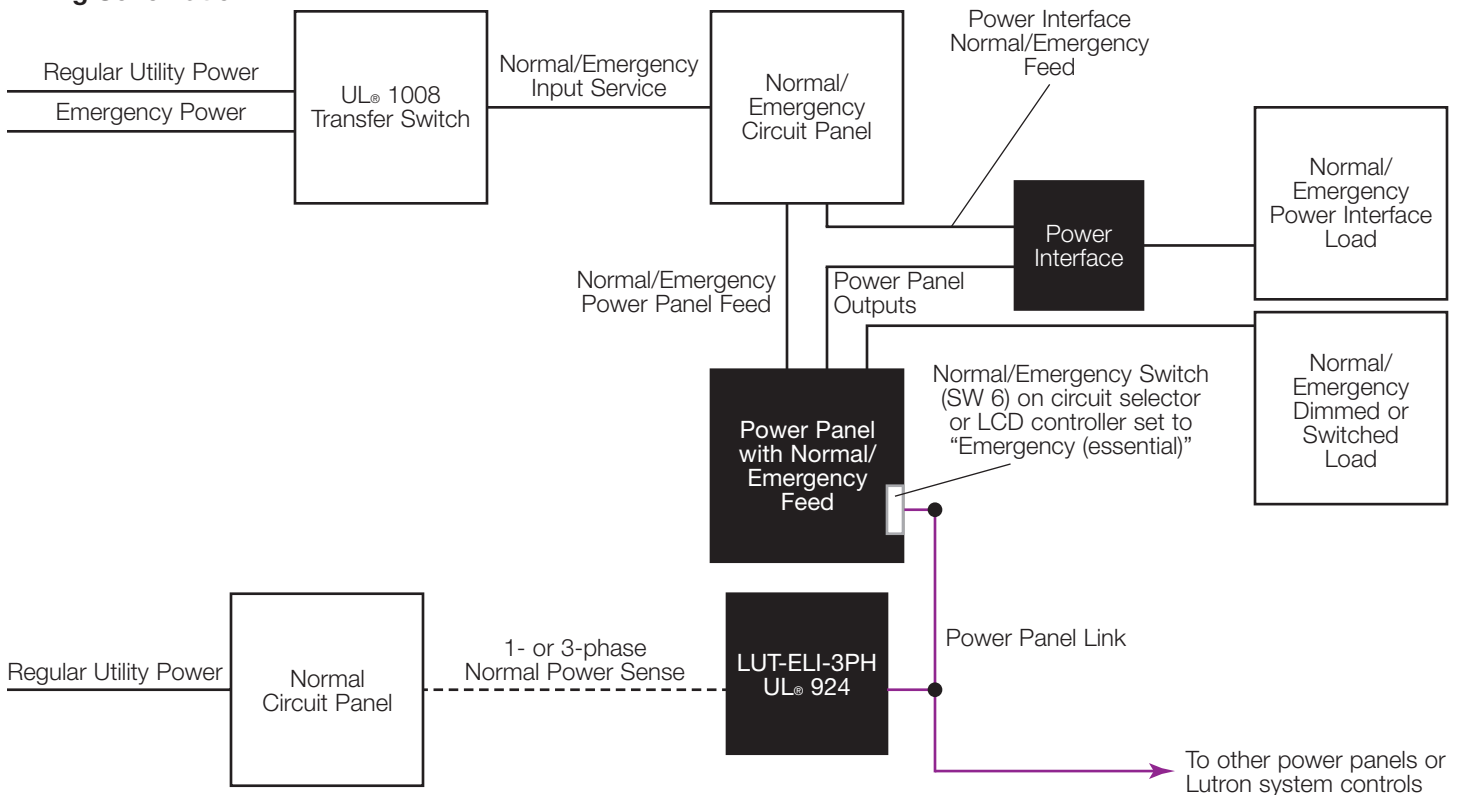 Regular Utility Power
Emergency Power
UL® 1008
Transfer Switch
Normal/Emergency
Input Service
Normal/
Emergency
Circuit Panel
Power Interface
Normal/Emergency
Feed
Power
Interface
Normal/
Emergency
Power Interface
Load
Normal/Emergency
Power Panel Feed
Power Panel
Outputs
Normal/
Emergency
Dimmed or
Switched
Load
Normal/Emergency Switch
(SW 6) on circuit selector
or LCD controller set to
“Emergency (essential)”
Power Panel
with Normal/
Emergency
Feed
Regular Utility Power
Normal
Circuit Panel
1- or 3-phase
Normal Power Sense
LUT-ELI-3PH
UL® 924
Power Panel Link
To other power panels or
Lutron system controls